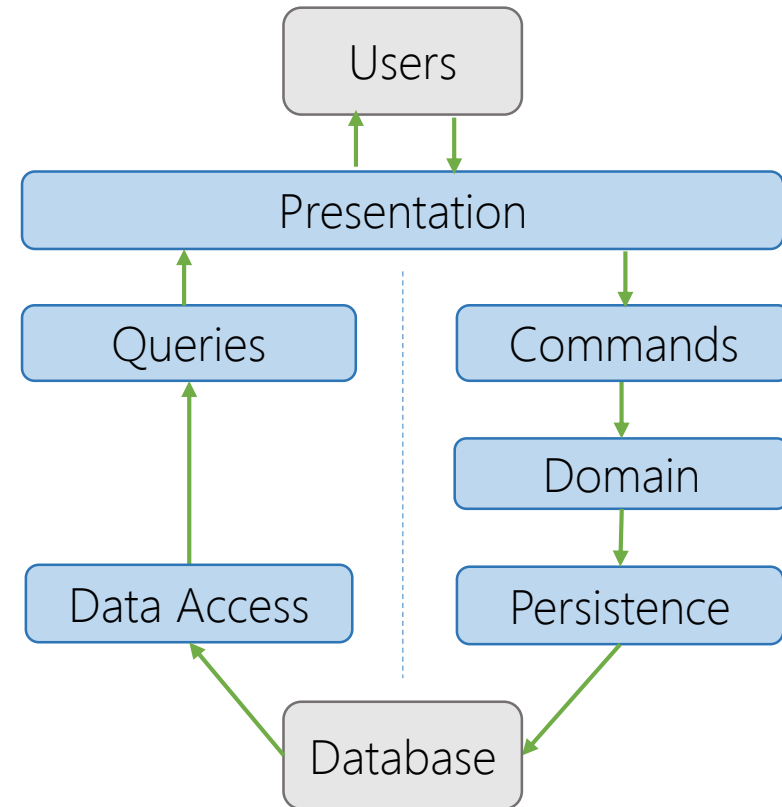 Users
Presentation
Queries
Commands
Domain
Data Access
Persistence
Database